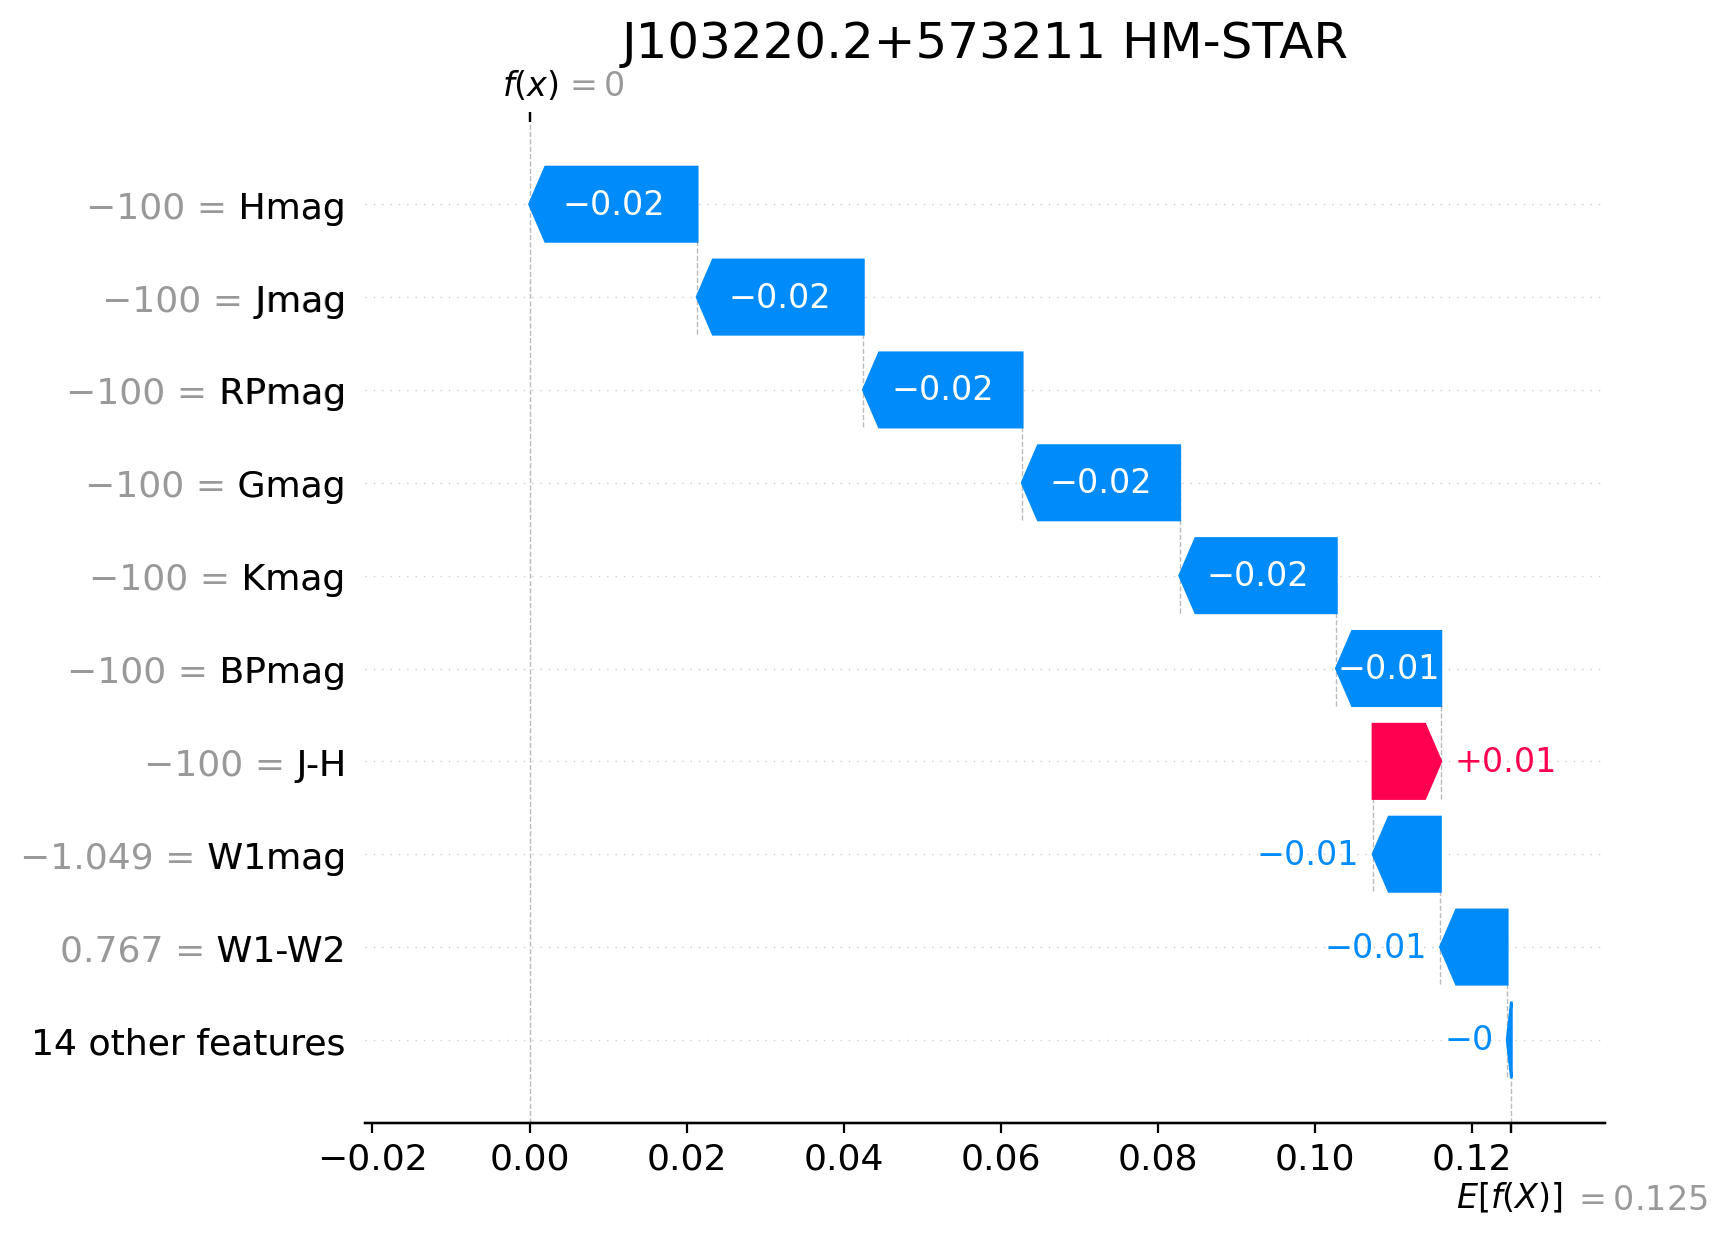 J103220.2+573211 HM-STAR
f(x) = 0
−100 = Hmag
−0.02
−100 = Jmag
−0.02
−100 = RPmag
−0.02
−100 = Gmag
−0.02
−100 = Kmag
−0.02
−100 = BPmag
−0.01
−100 = J-H
+0.01
−1.049 = W1mag
−0.01
0.767 = W1-W2
−0.01
14 other features
−0
−0.02 0.00 0.02 0.04 0.06 0.08 0.10 0.12
E[f(X)] = 0.125